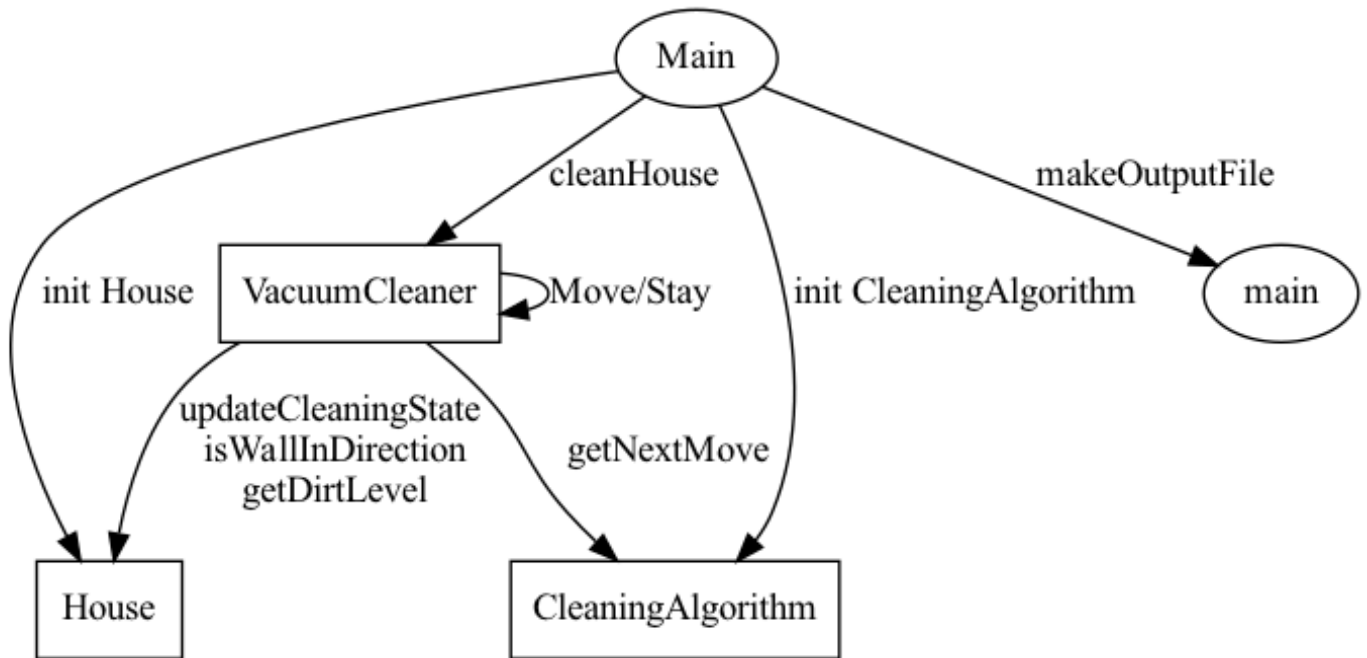 Main
cleanHouse
makeOutputFile
init House
VacuumCleaner
Move/Stay
init CleaningAlgorithm
main
updateCleaningState
isWallInDirection
getDirtLevel
getNextMove
House
CleaningAlgorithm